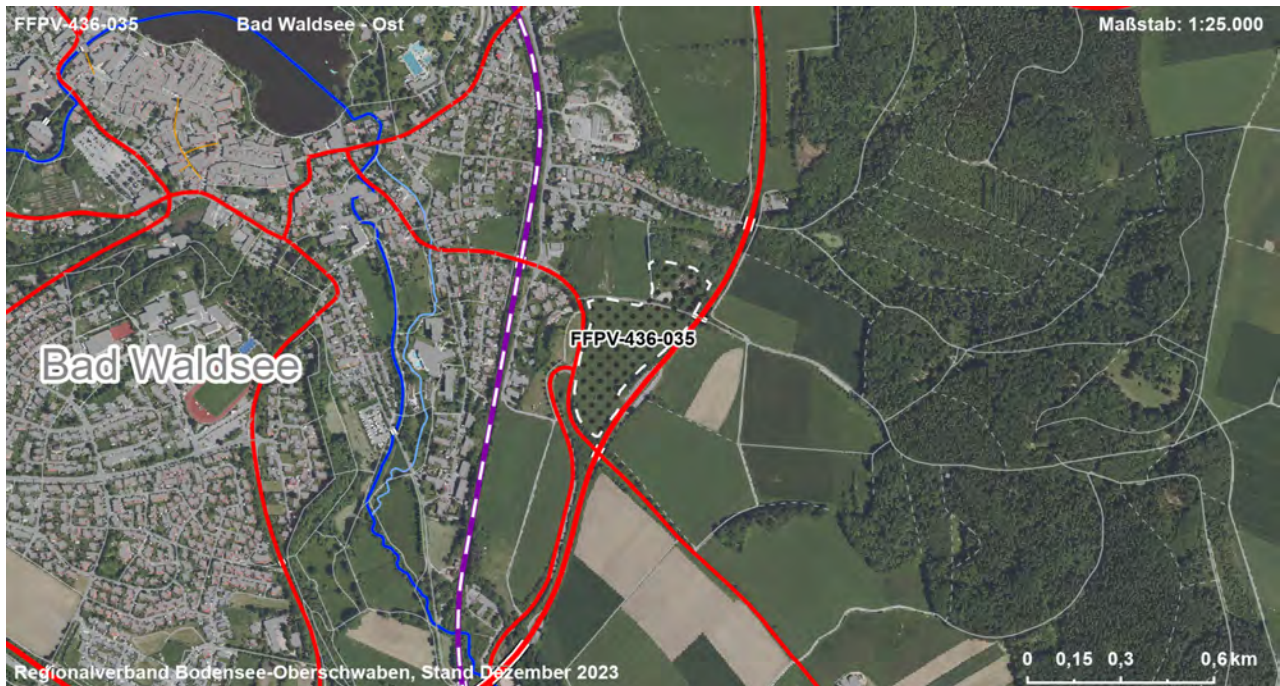 FFPV-436-035 Bad Waldsee - Ost Maßstab: 1:25.000
FFPV-436-035
Bad Waldsee
Regionalverband Bodensee-Oberschwaben, Stand Dezember 2023
0 0,15 0,3 0,6 km